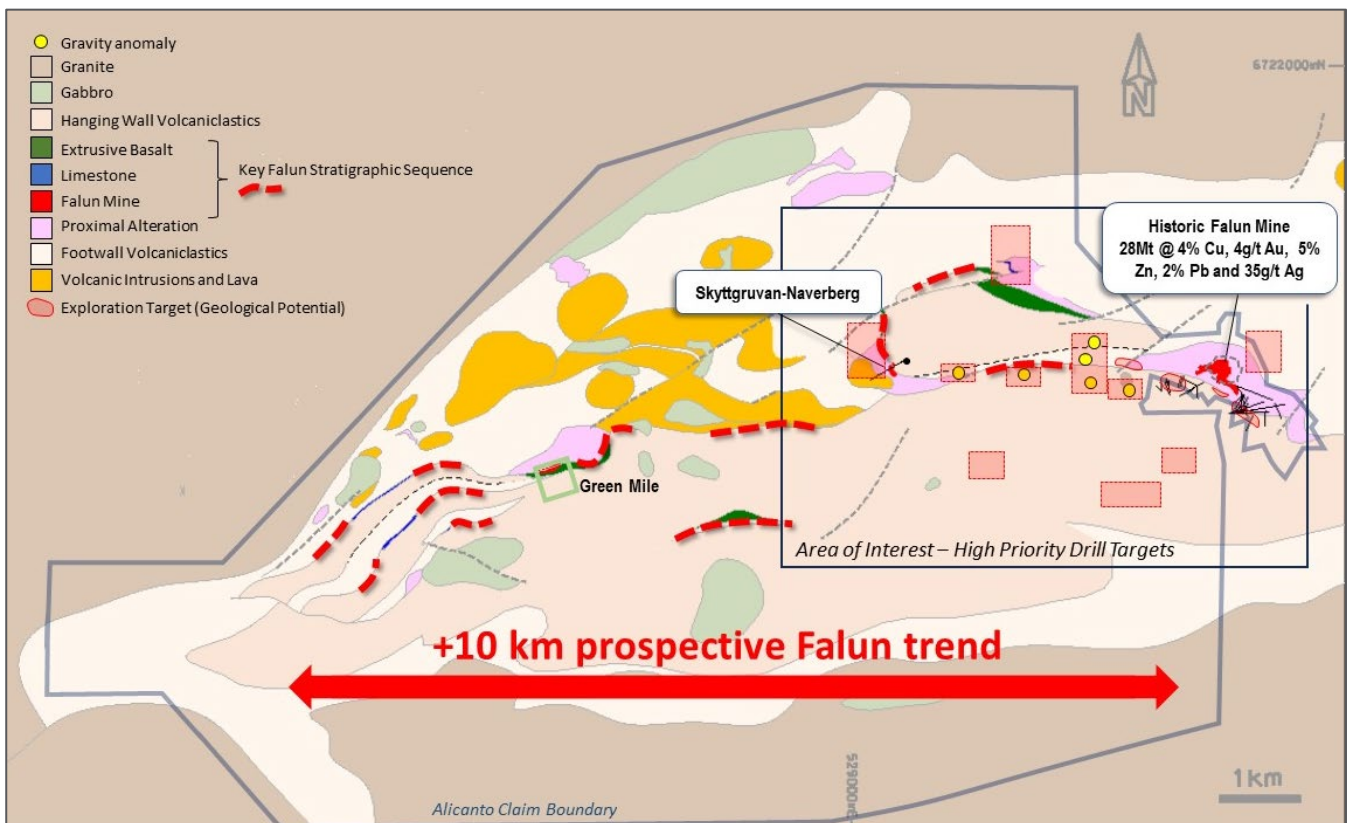 Gravity anomaly
Granite
Gabbro
Hanging Wall Volcaniclastics
Extrusive Basalt
Limestone
Key Falun Stratigraphic Sequence
Falun Mine
Proximal Alteration
Footwall Volcaniclastics
Volcanic Intrusions and Lava
Exploration Target (Geological Potential)
N
6722000mN
Historic Falun Mine
28Mt @ 4% Cu, 4g/t Au, 5%
Zn, 2% Pb and 35g/t Ag
Skyttgruvan-Naverberg
Green Mile
Area of Interest – High Priority Drill Targets
+10 km prospective Falun trend
529000mE
1km
Alicanto Claim Boundary